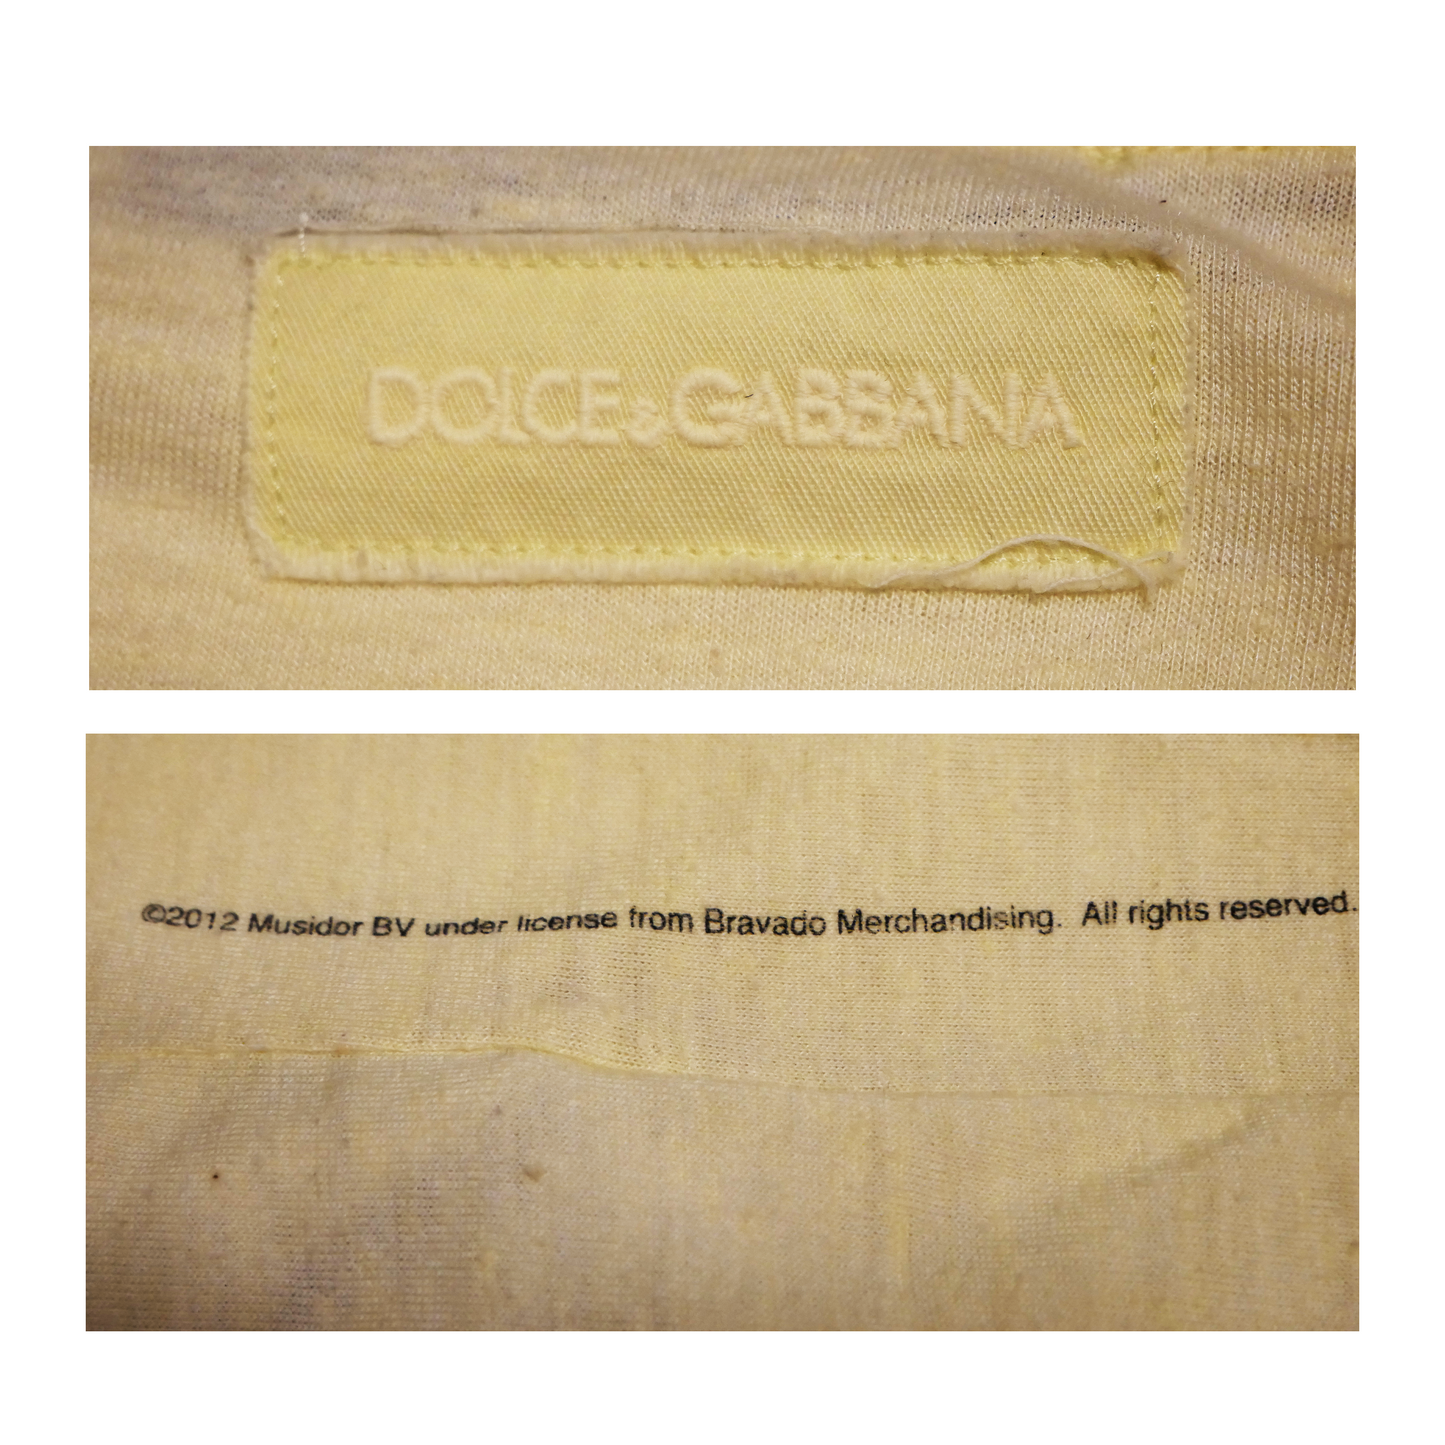 DOLCE&GABBANA
©2012 Musidor BV under license from Bravado Merchandising. All rights reserved.